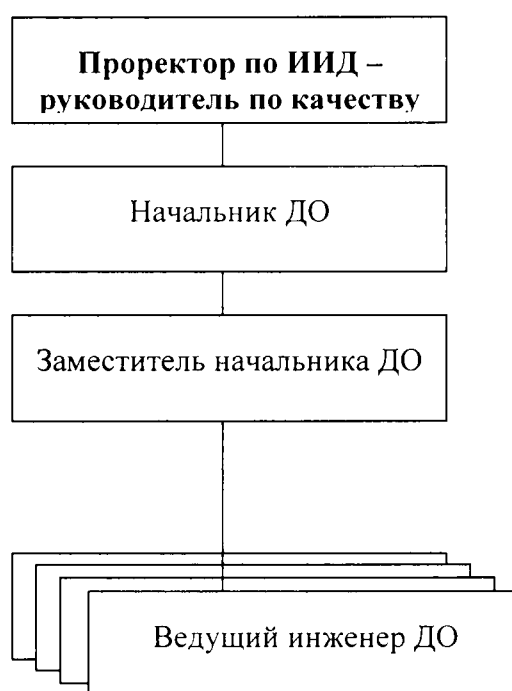 Проректор по ИИД –
руководитель по качеству
Начальник ДО
Заместитель начальника ДО
Ведущий инженер ДО